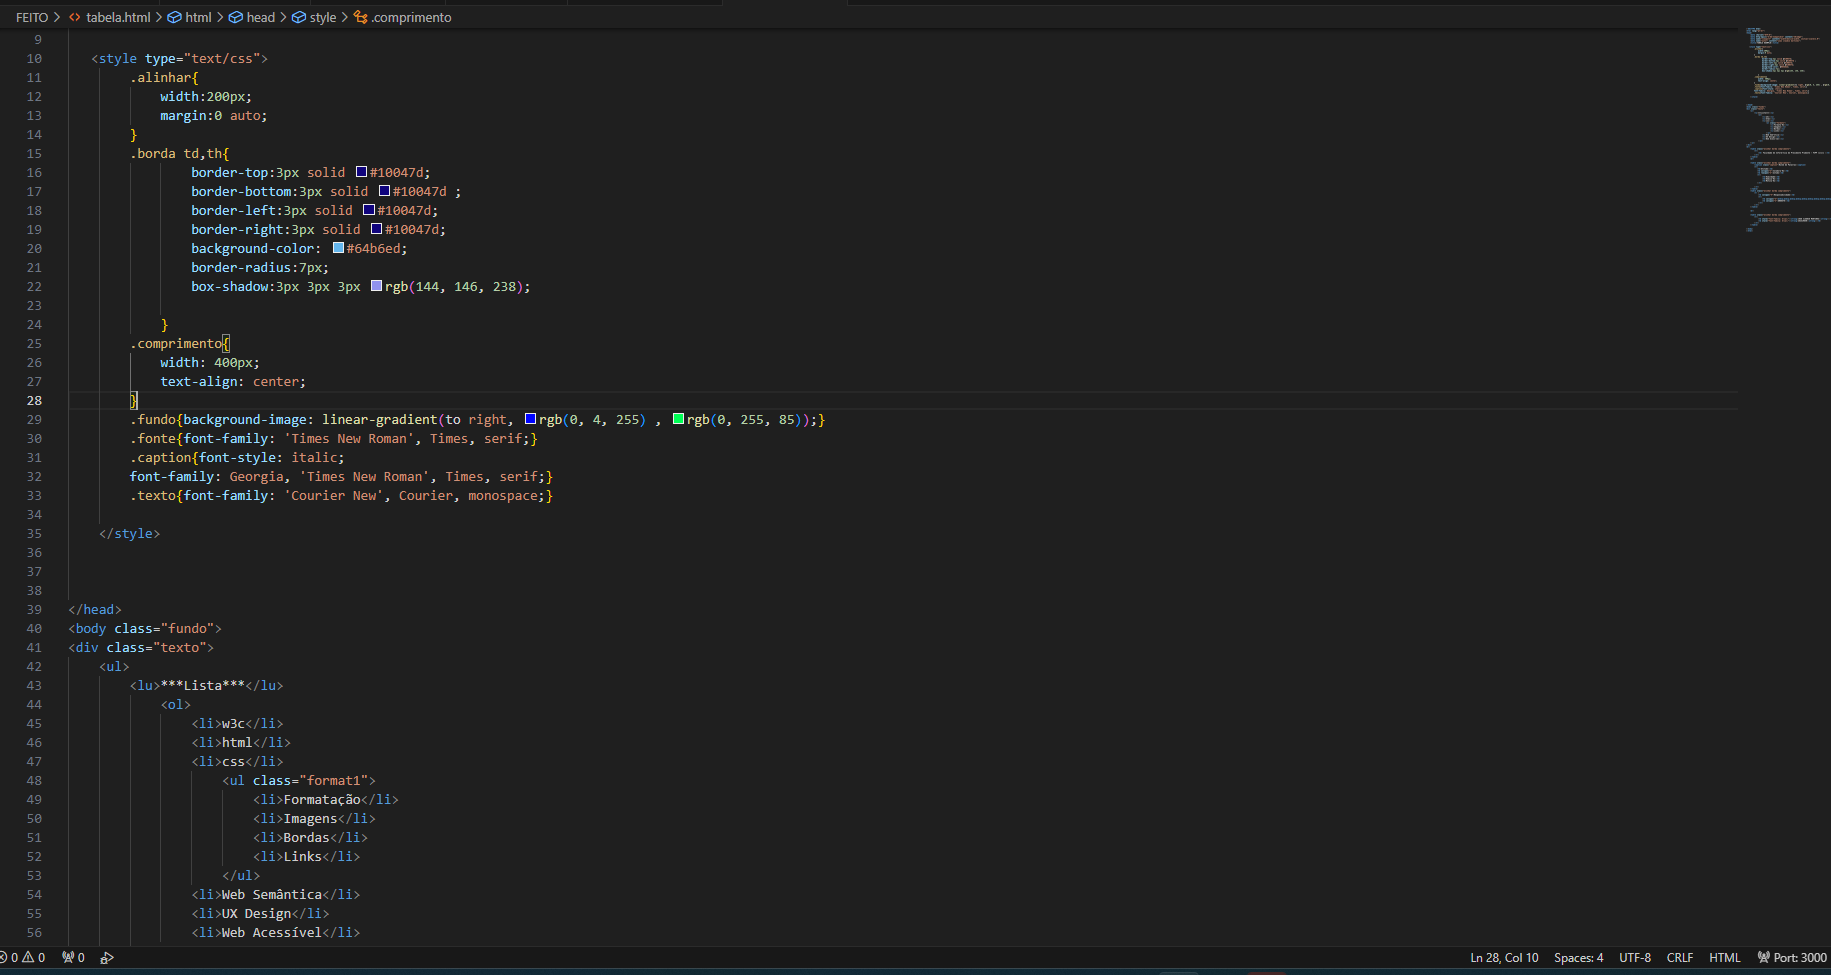 FEITO > <> tabela.html > html > head > style > .comprimento
9
10 <style type="text/css">
11 .alinhar{
12 width:200px;
13 margin:0 auto;
14 }
15 .borda td,th{
16 border-top:3px solid #10047d;
17 border-bottom:3px solid #10047d ;
18 border-left:3px solid #10047d;
19 border-right:3px solid #10047d;
20 background-color: #64b6ed;
21 border-radius:7px;
22 box-shadow:3px 3px 3px rgb(144, 146, 238);
23
24 }
25 .comprimento{
26 width: 400px;
27 text-align: center;
28 }
29 .fundo{background-image: linear-gradient(to right, rgb(0, 4, 255) , rgb(0, 255, 85));}
30 .fonte{font-family: 'Times New Roman', Times, serif;}
31 .caption{font-style: italic;
32 font-family: Georgia, 'Times New Roman', Times, serif;}
33 .texto{font-family: 'Courier New', Courier, monospace;}
34
35 </style>
36
37
38
39 </head>
40 <body class="fundo">
41 <div class="texto">
42 <ul>
43 <lu>***Lista***</lu>
44 <ol>
45 <li>w3c</li>
46 <li>html</li>
47 <li>css</li>
48 <ul class="format1">
49 <li>Formatação</li>
50 <li>Imagens</li>
51 <li>Bordas</li>
52 <li>Links</li>
53 </ul>
54 <li>Web Semântica</li>
55 <li>UX Design</li>
56 <li>Web Acessível</li>
0 0 0 Ln 28, Col 10 Spaces: 4 UTF-8 CRLF HTML Port: 3000